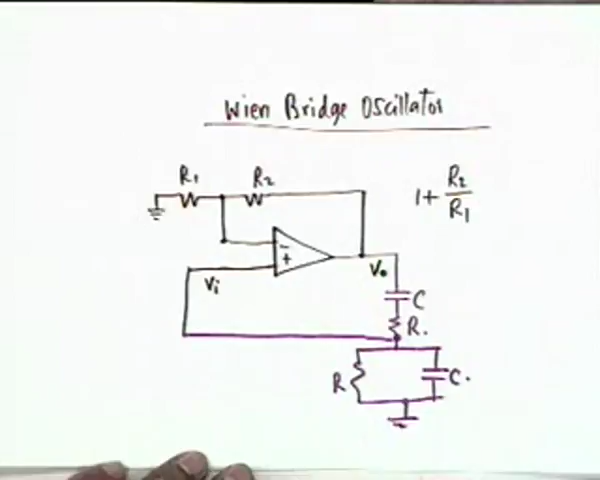 Wien Bridge Oscillator
R1 R2 1 + R2/R1
-
+
Vi Vo
C
R.
R C.